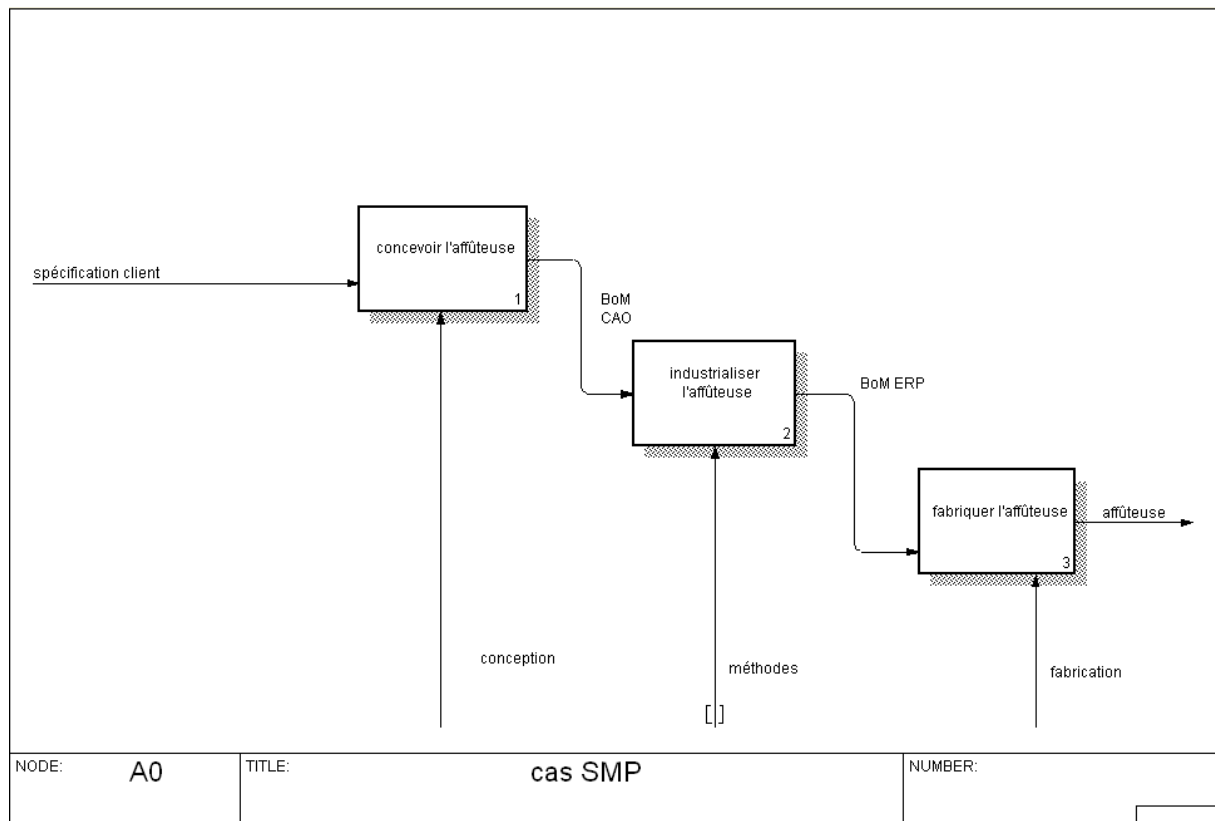 concevoir l'affûteuse
spécification client
1
BoM
CAO
industrialiser
l'affûteuse
BoM ERP
2
fabriquer l'affûteuse
affûteuse
3
conception
méthodes
fabrication
[ ]
NODE:
A0
TITLE:
cas SMP
NUMBER: